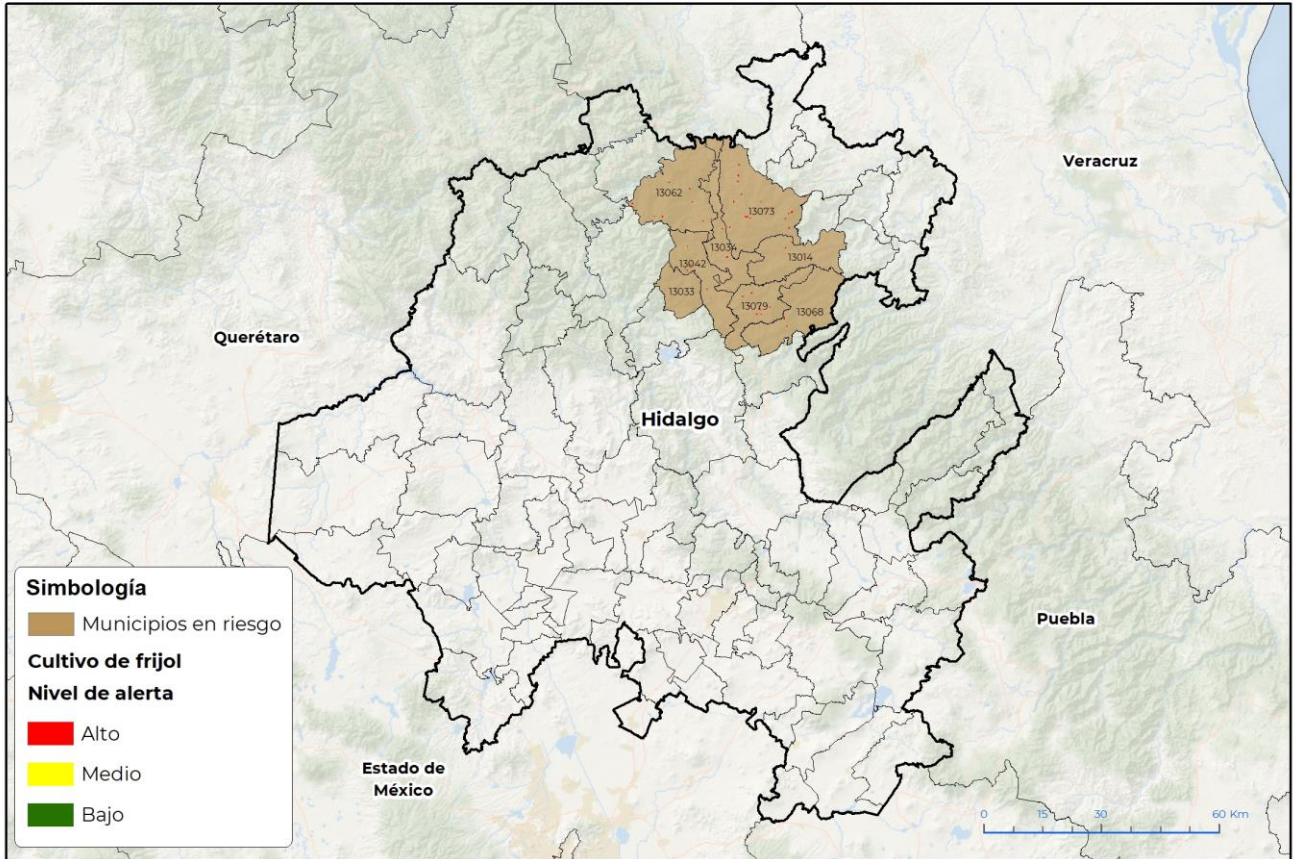 Veracruz
13062
13073
13034
13042
13014
13033
13079
13068
Querétaro
Hidalgo
Puebla
Estado de
México
Simbología
Municipios en riesgo
Cultivo de frijol
Nivel de alerta
Alto
Medio
Bajo
0 15 30 60 Km